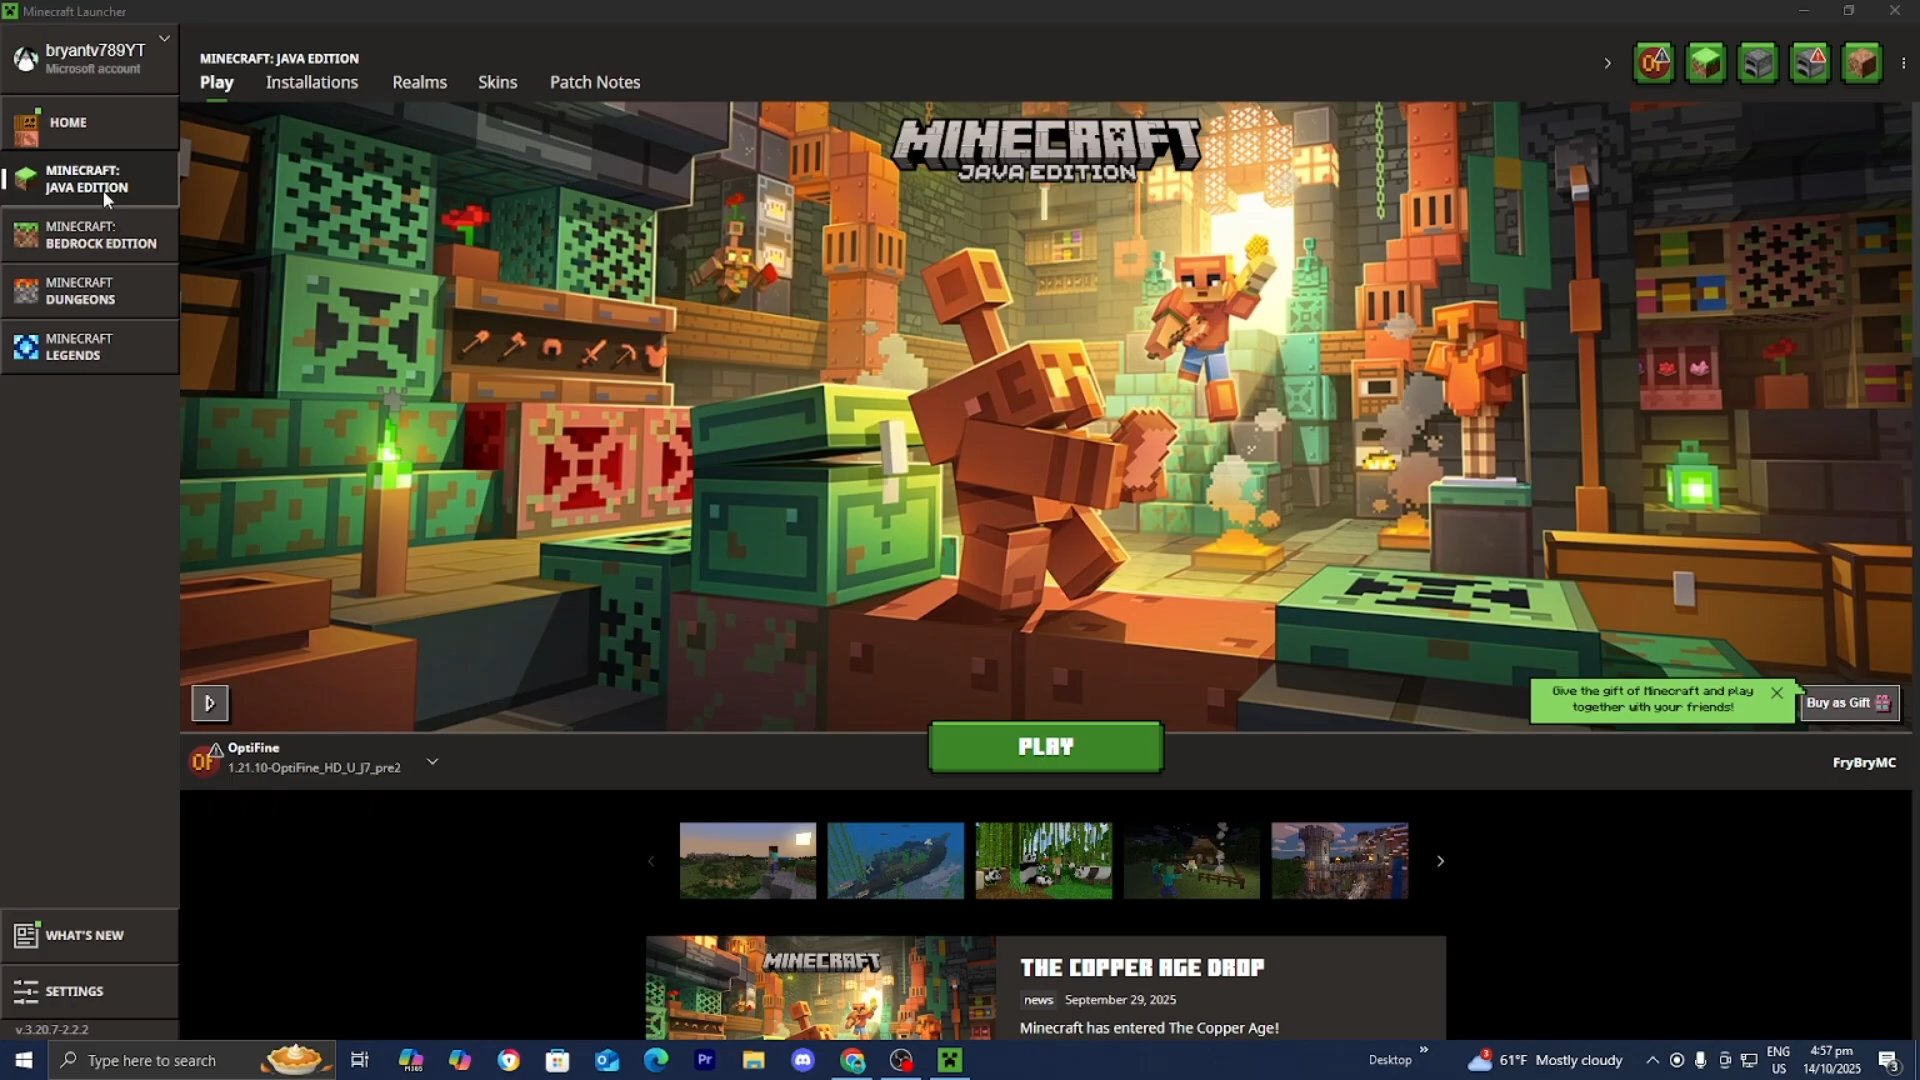 Minecraft Launcher
bryantv789YT
Microsoft account
HOME
MINECRAFT:
JAVA EDITION
MINECRAFT:
BEDROCK EDITION
MINECRAFT
DUNGEONS
MINECRAFT
LEGENDS
WHAT'S NEW
SETTINGS
v.3.20.7-2.2.2
MINECRAFT: JAVA EDITION
Play Installations Realms Skins Patch Notes
MINECRAFT
JAVA EDITION
Give the gift of Minecraft and play
together with your friends!
Buy as Gift
OptiFine
1.21.10-OptiFine_HD_U_J7_pre2
PLAY
FryBryMC
MINECRAFT
THE COPPER AGE DROP
news September 29, 2025
Minecraft has entered The Copper Age!
Type here to search
Desktop
61°F Mostly cloudy
ENG
US
4:57 pm
14/10/2025